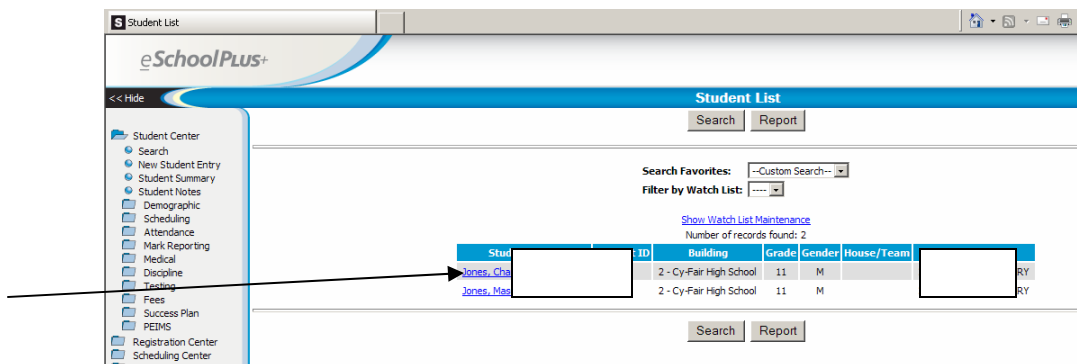 S Student List
eSchoolPLUS+
<< Hide
Student List
Search Report
Student Center
Search
New Student Entry
Student Summary
Student Notes
Demographic
Scheduling
Attendance
Mark Reporting
Medical
Discipline
Testing
Fees
Success Plan
PEIMS
Registration Center
Scheduling Center
Search Favorites: --Custom Search--
Filter by Watch List: ----
Show Watch List Maintenance
Number of records found: 2
Stud ID Building Grade Gender House/Team
Jones, Cha 2 - Cy-Fair High School 11 M RY
Jones, Mas 2 - Cy-Fair High School 11 M RY
Search Report